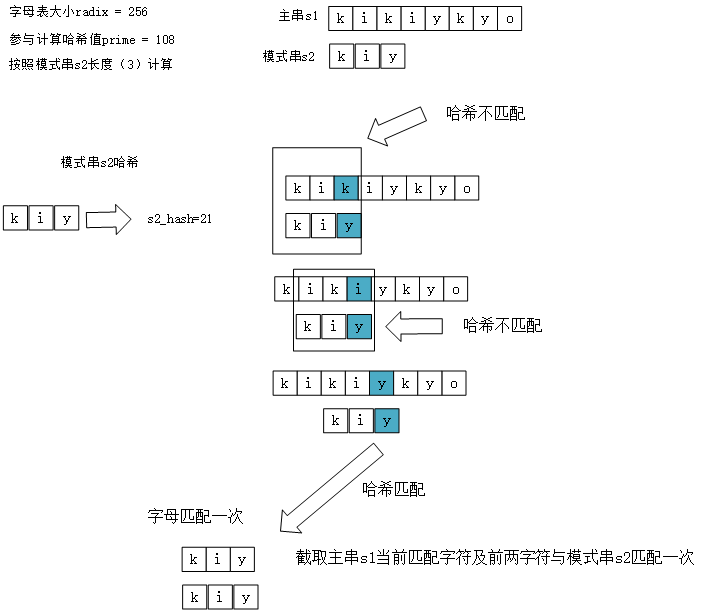 字母表大小radix = 256
参与计算哈希值prime = 108
按照模式串s2长度（3）计算
主串s1 k i k i y k y o
模式串s2 k i y
哈希不匹配
模式串s2哈希
k i y
s2_hash=21
k i k i y k y o
k i y
k i k i y k y o
k i y
哈希不匹配
k i k i y k y o
k i y
哈希匹配
字母匹配一次
k i y
k i y
截取主串s1当前匹配字符及前两字符与模式串s2匹配一次